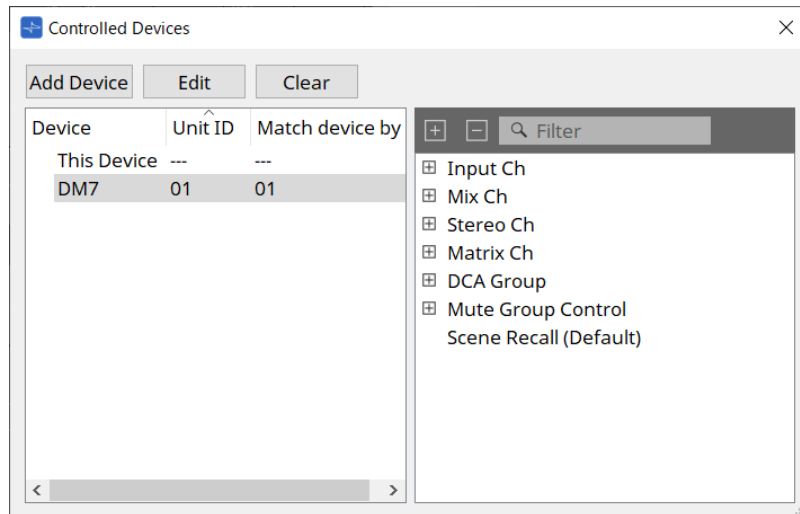 Controlled Devices
Add Device Edit Clear
Device Unit ID Match device by
This Device --- ---
DM7 01 01
Filter
Input Ch
Mix Ch
Stereo Ch
Matrix Ch
DCA Group
Mute Group Control
Scene Recall (Default)